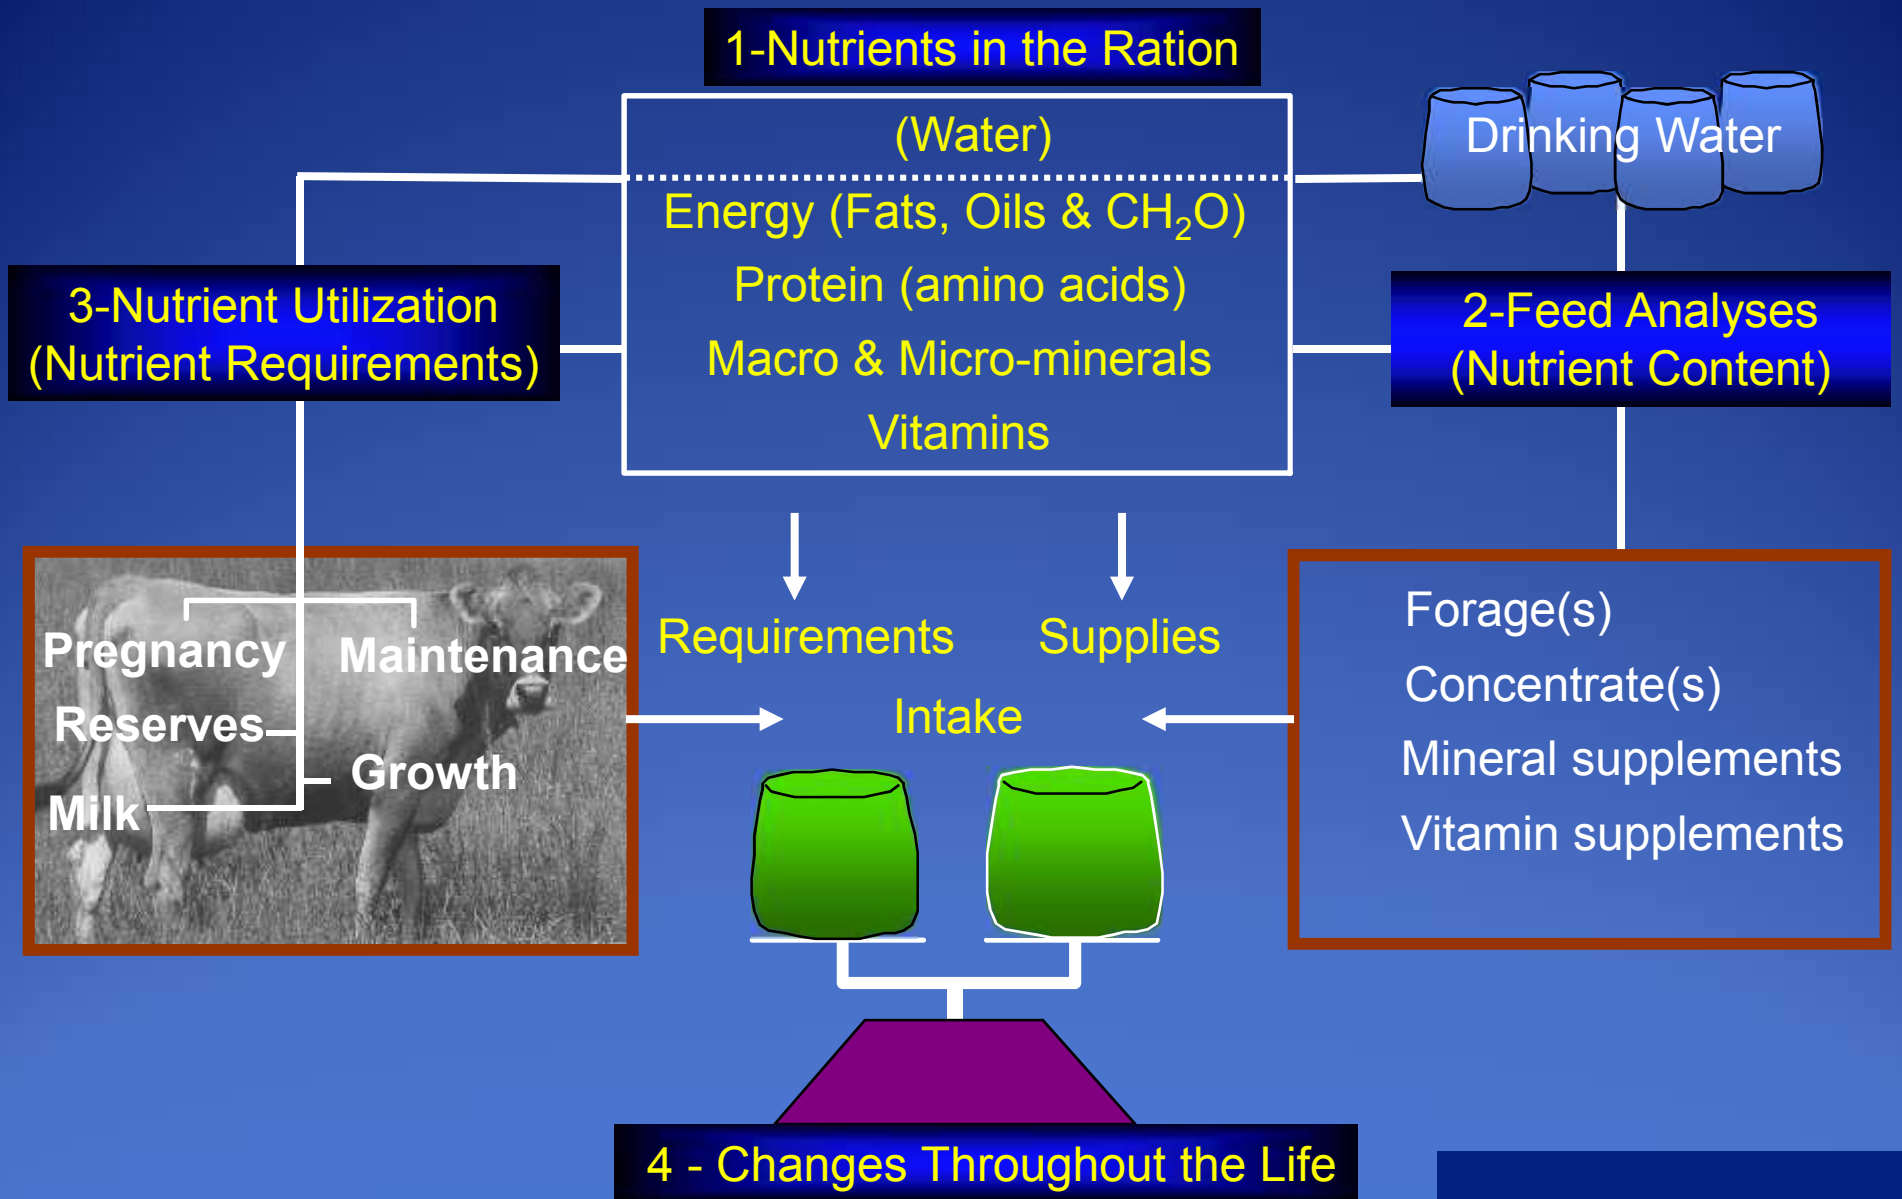 1-Nutrients in the Ration
(Water)
Energy (Fats, Oils & CH₂O)
Protein (amino acids)
Macro & Micro-minerals
Vitamins
Drinking Water
3-Nutrient Utilization
(Nutrient Requirements)
2-Feed Analyses
(Nutrient Content)
Pregnancy
Maintenance
Reserves
Growth
Milk
Requirements
Supplies
Intake
Forage(s)
Concentrate(s)
Mineral supplements
Vitamin supplements
4 - Changes Throughout the Life